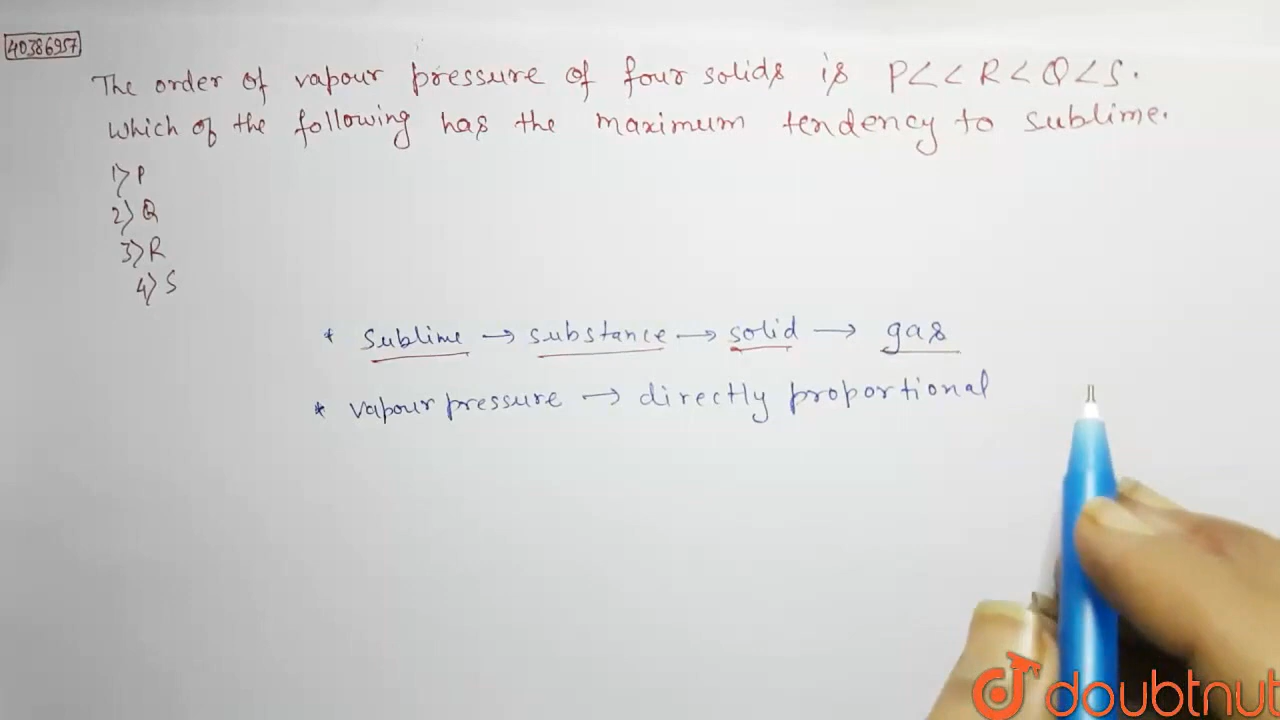 40386957
The order of vapour pressure of four solids is P<<R<Q<S.
which of the following has the maximum tendency to sublime.
1) P
2) Q
3) R
4) S
* sublime → substance → solid → gas
* vapour pressure → directly proportional
doubtnut